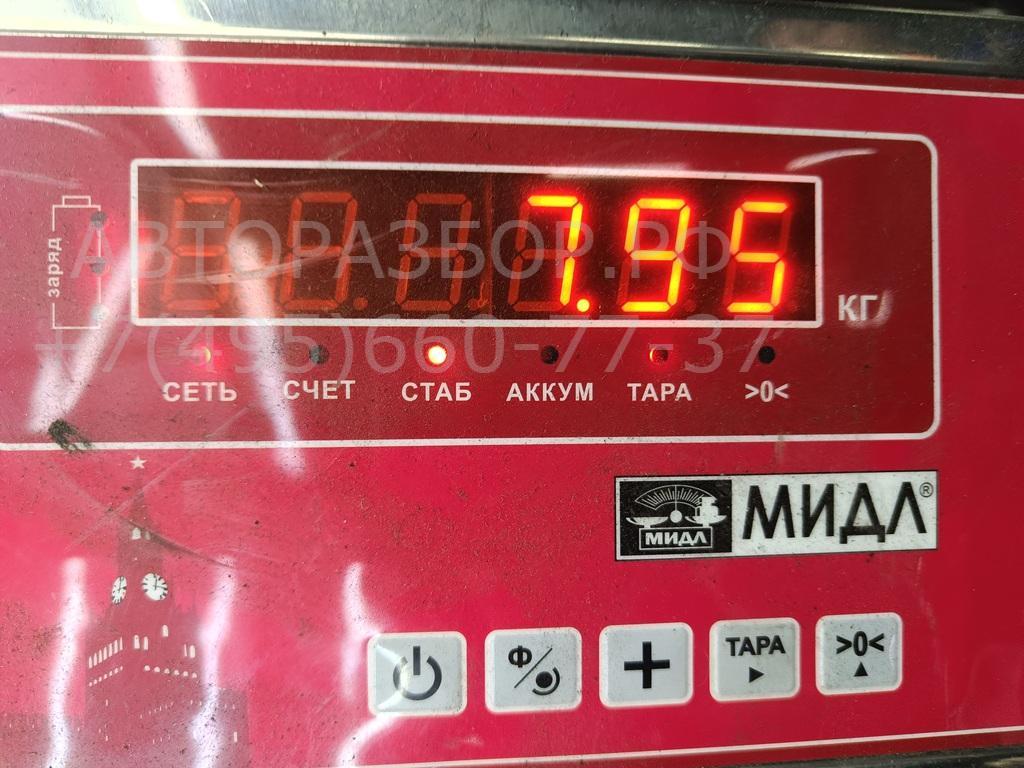 7.95
КГ
заряд
АВТОРАЗБОР.РФ
+7(495)660-77-37
СЕТЬ СЧЕТ СТАБ АККУМ ТАРА >0<
МИДЛ МИДЛ®
Ф ТАРА >0<